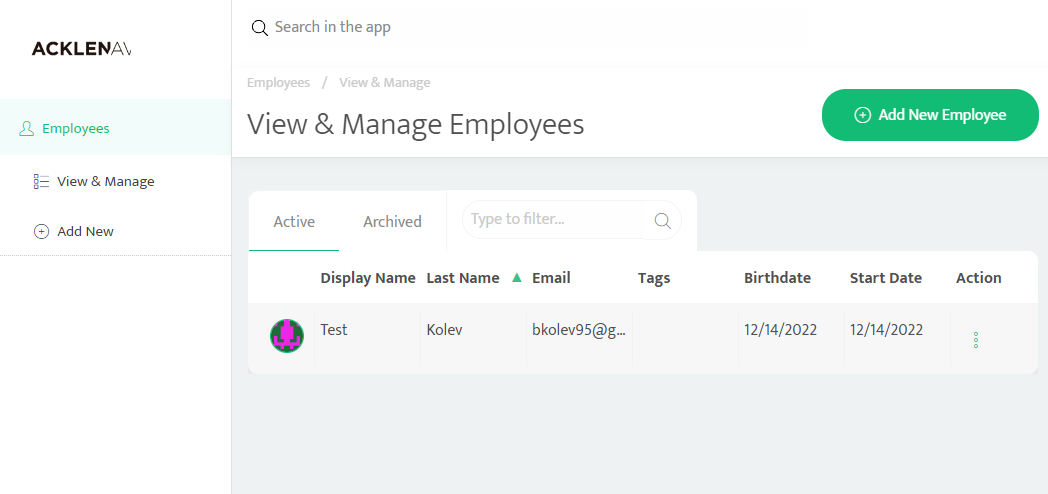 ACKLENAV
Search in the app
Employees
View & Manage
Add New
Employees / View & Manage
View & Manage Employees
Add New Employee
Active Archived Type to filter...
Display Name Last Name ▲ Email Tags Birthdate Start Date Action
Test Kolev bkolev95@g... 12/14/2022 12/14/2022